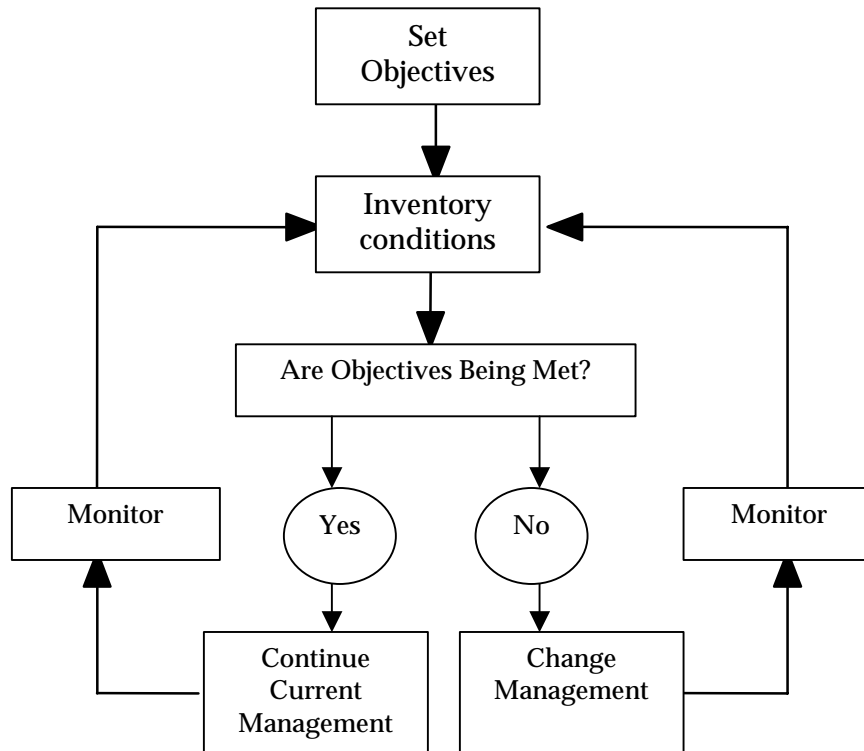 Set
Objectives
Inventory
conditions
Are Objectives Being Met?
Monitor
Yes
No
Monitor
Continue
Current
Management
Change
Management